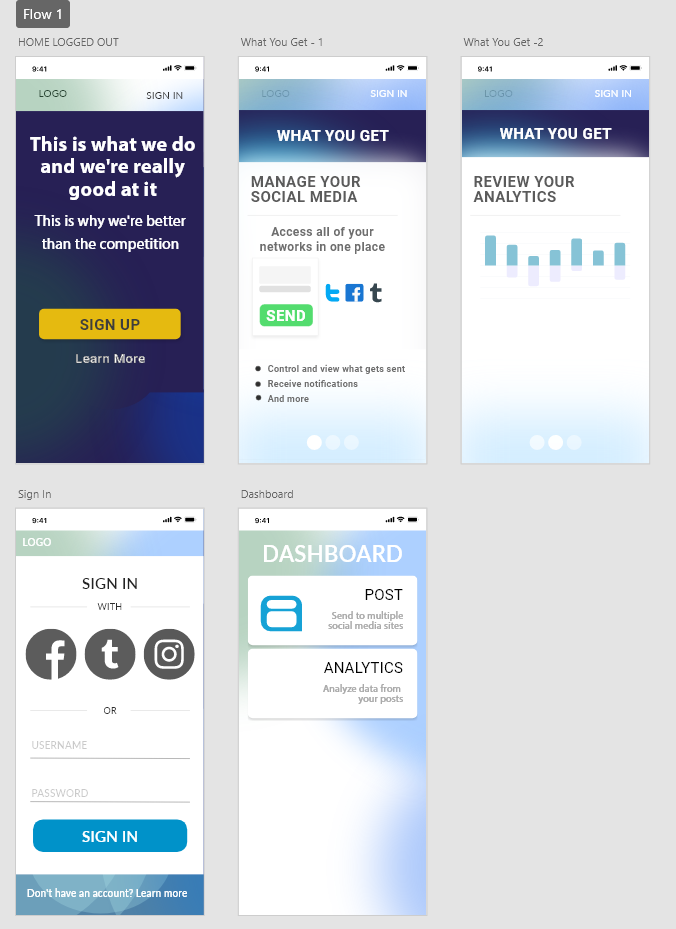 Flow 1
HOME LOGGED OUT
9:41
LOGO
SIGN IN
This is what we do
and we're really
good at it
This is why we're better
than the competition
SIGN UP
Learn More
What You Get - 1
9:41
LOGO
SIGN IN
WHAT YOU GET
MANAGE YOUR
SOCIAL MEDIA
Access all of your
networks in one place
SEND
Control and view what gets sent
Receive notifications
And more
What You Get -2
9:41
LOGO
SIGN IN
WHAT YOU GET
REVIEW YOUR
ANALYTICS
Sign In
9:41
LOGO
SIGN IN
WITH
OR
USERNAME
PASSWORD
SIGN IN
Don't have an account? Learn more
Dashboard
9:41
DASHBOARD
POST
Send to multiple
social media sites
ANALYTICS
Analyze data from
your posts